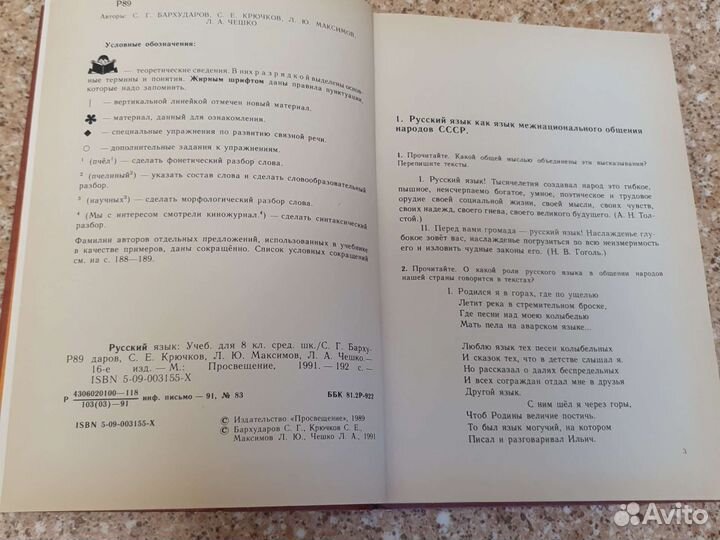 Р89
Авторы: С. Г. БАРХУДАРОВ, С. Е. КРЮЧКОВ, Л. Ю. МАКСИМОВ,
Л. А. ЧЕШКО
Условные обозначения:
— теоретические сведения. В них разрядкой выделены основ-
ные термины и понятия. Жирным шрифтом даны правила пунктуации,
которые надо запомнить.
| — вертикальной линейкой отмечен новый материал.
— материал, данный для ознакомления.
◆ — специальные упражнения по развитию связной речи.
○ — дополнительные задания к упражнениям.
¹ (пчёл¹) — сделать фонетический разбор слова.
² (пчелиный²) — указать состав слова и сделать словообразовательный
разбор.
³ (научных³) — сделать морфологический разбор слова.
⁴ (Мы с интересом смотрели киножурнал.⁴) — сделать синтаксический
разбор.
Фамилии авторов отдельных предложений, использованных в учебнике
в качестве примеров, даны сокращённо. Список условных сокращений
см. на с. 188—189.
Русский язык: Учеб. для 8 кл. сред. шк./С. Г. Барху-
Р89 даров, С. Е. Крючков, Л. Ю. Максимов, Л. А. Чешко.—
16-е изд. — М.: Просвещение, 1991. — 192 с. —
ISBN 5-09-003155-X
Р 4306020100—118 инф. письмо — 91, № 83 ББК 81.2Р-922
103(03)—91
ISBN 5-09-003155-X
© Издательство «Просвещение», 1989
© Бархударов С. Г., Крючков С. Е.,
Максимов Л. Ю., Чешко Л. А., 1991
1. Русский язык как язык межнационального общения
народов СССР.
1. Прочитайте. Какой общей мыслью объединены эти высказывания?
Перепишите тексты.
I. Русский язык! Тысячелетия создавал народ это гибкое,
пышное, неисчерпаемо богатое, умное, поэтическое и трудовое
орудие своей социальной жизни, своей мысли, своих чувств,
своих надежд, своего гнева, своего великого будущего. (А. Н. Тол-
стой.)
II. Перед вами громада — русский язык! Наслажденье глу-
бокое зовёт вас, наслажденье погрузиться во всю неизмеримость
его и изловить чудные законы его. (Н. В. Гоголь.)
2. Прочитайте. О какой роли русского языка в общении народов
нашей страны говорится в текстах?
I. Родился я в горах, где по ущелью
Летит река в стремительном броске,
Где песни над моею колыбелью
Мать пела на аварском языке...
Люблю язык тех песен колыбельных
И сказок тех, что в детстве слышал я.
Но рассказал о далях беспредельных
И всех сограждан отдал мне в друзья
Другой язык.
С ним шёл я через горы,
Чтоб Родины величие постичь.
То был язык могучий, на котором
Писал и разговаривал Ильич.
3
Avito